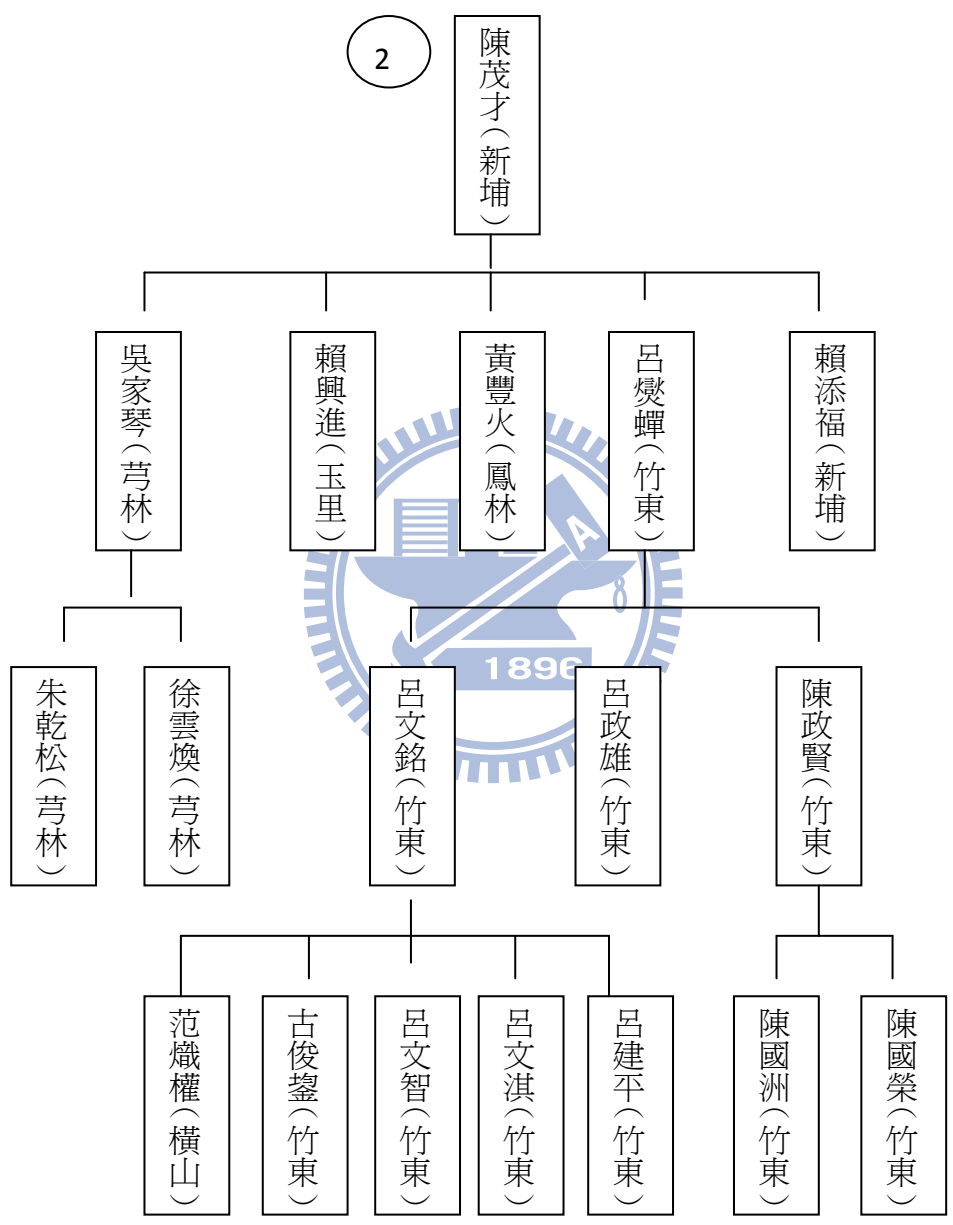 2
陳茂才(新埔)
吳家琴(芎林)
賴興進(玉里)
黃豐火(鳳林)
呂燮蟬(竹東)
賴添福(新埔)
A
8
1896
朱乾松(芎林)
徐雲煥(芎林)
呂文銘(竹東)
呂政雄(竹東)
陳政賢(竹東)
范熾權(橫山)
古俊鋆(竹東)
呂文智(竹東)
呂文淇(竹東)
呂建平(竹東)
陳國洲(竹東)
陳國榮(竹東)